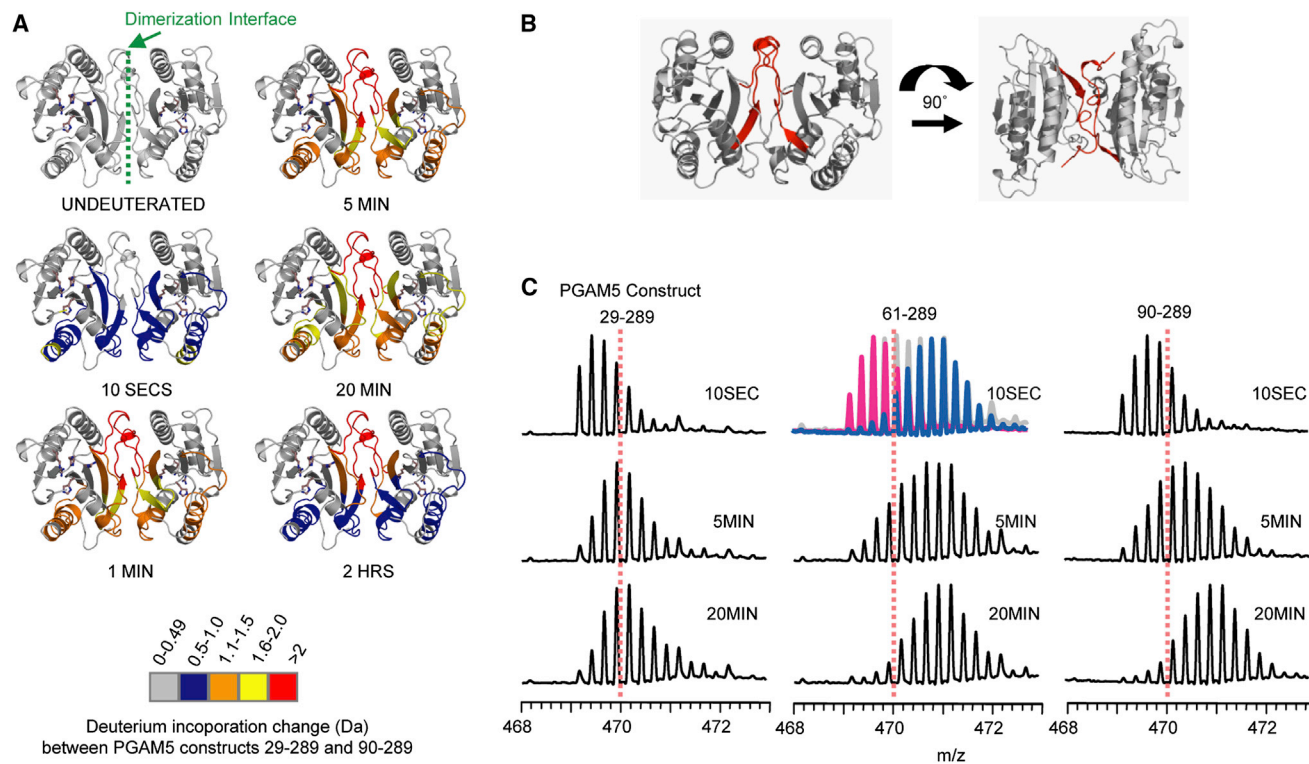 A
Dimerization Interface
UNDEUTERATED
5 MIN
10 SECS
20 MIN
1 MIN
2 HRS
0-0.49
0.5-1.0
1.1-1.5
1.6-2.0
>2
Deuterium incoporation change (Da)
between PGAM5 constructs 29-289 and 90-289
B
90°
C
PGAM5 Construct
29-289
61-289
90-289
10SEC
10SEC
10SEC
5MIN
5MIN
5MIN
20MIN
20MIN
20MIN
468 470 472
468 470 472
468 470 472
m/z